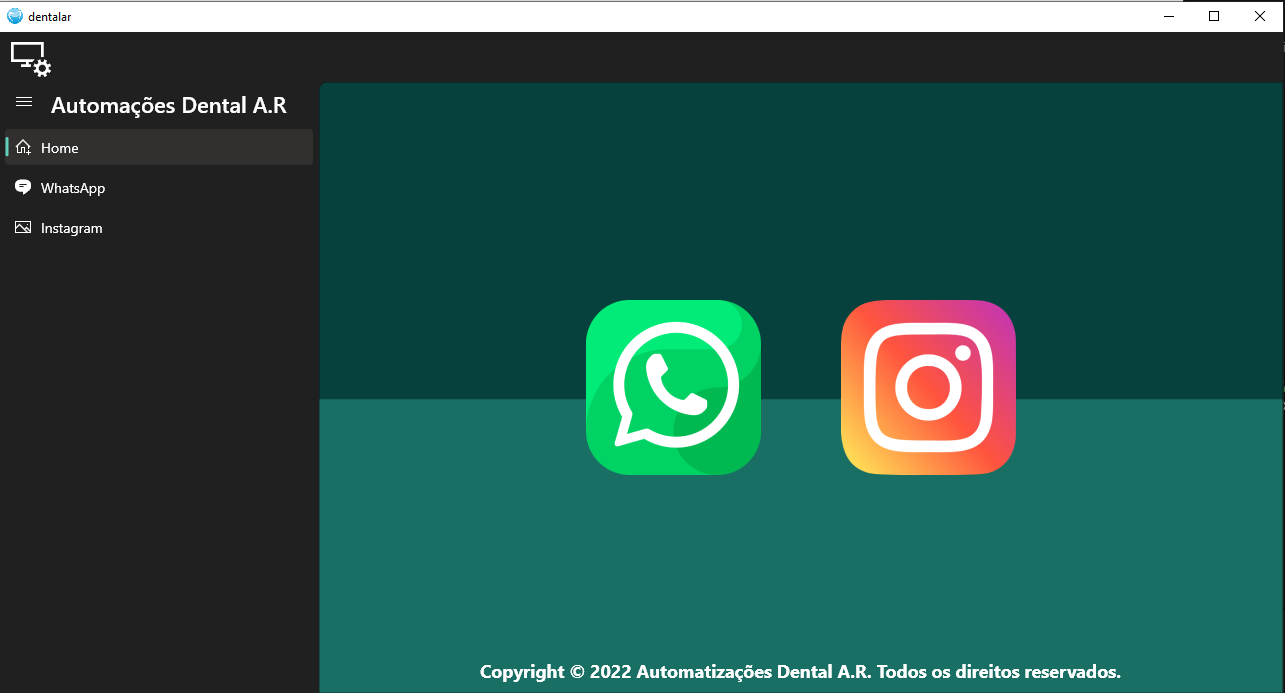 dentalar
Automações Dental A.R
Home
WhatsApp
Instagram
Copyright © 2022 Automatizações Dental A.R. Todos os direitos reservados.